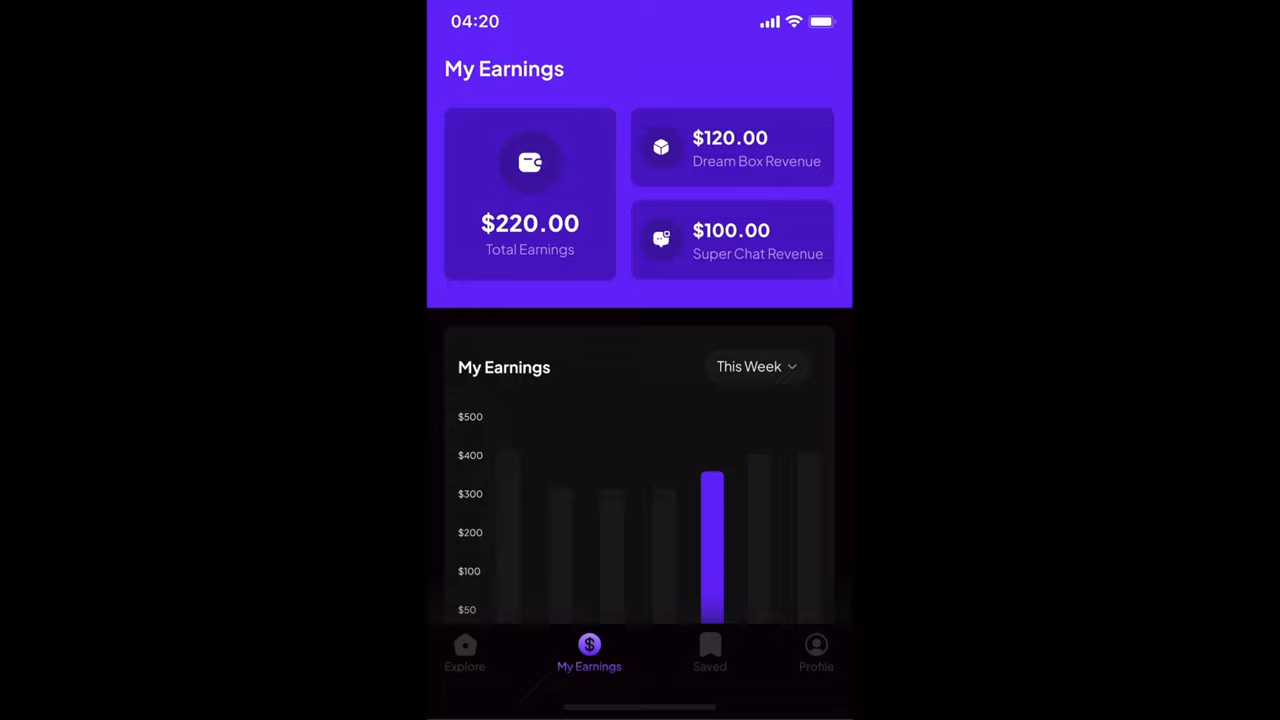 04:20
My Earnings
$220.00
Total Earnings
$120.00
Dream Box Revenue
$100.00
Super Chat Revenue
My Earnings
This Week
$500
$400
$300
$200
$100
$50
Explore
My Earnings
Saved
Profile